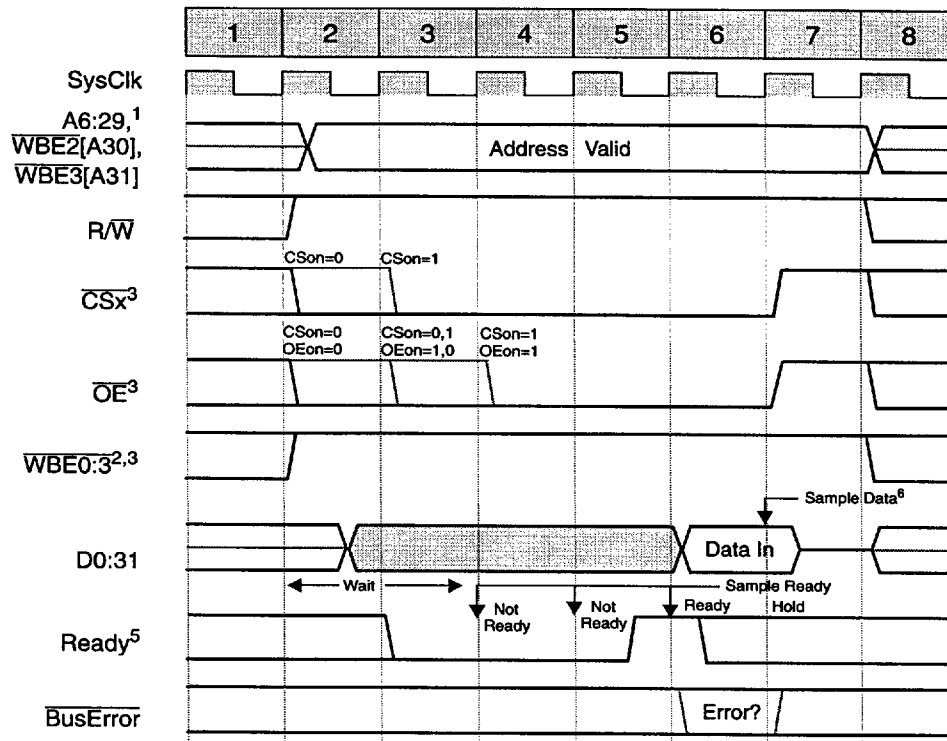 1 2 3 4 5 6 7 8
SysClk
A6:29,¹
WBE2[A30],
Address Valid
WBE3[A31]
R/W
CSon=0 CSon=1
CSx³
CSon=0 CSon=0,1 CSon=1
OEon=0 OEon=1,0 OEon=1
OE³
WBE0:3²,³
Sample Data⁶
D0:31
Data In
Wait
Sample Ready
Not Ready
Not Ready
Ready
Hold
Ready⁵
BusError
Error?